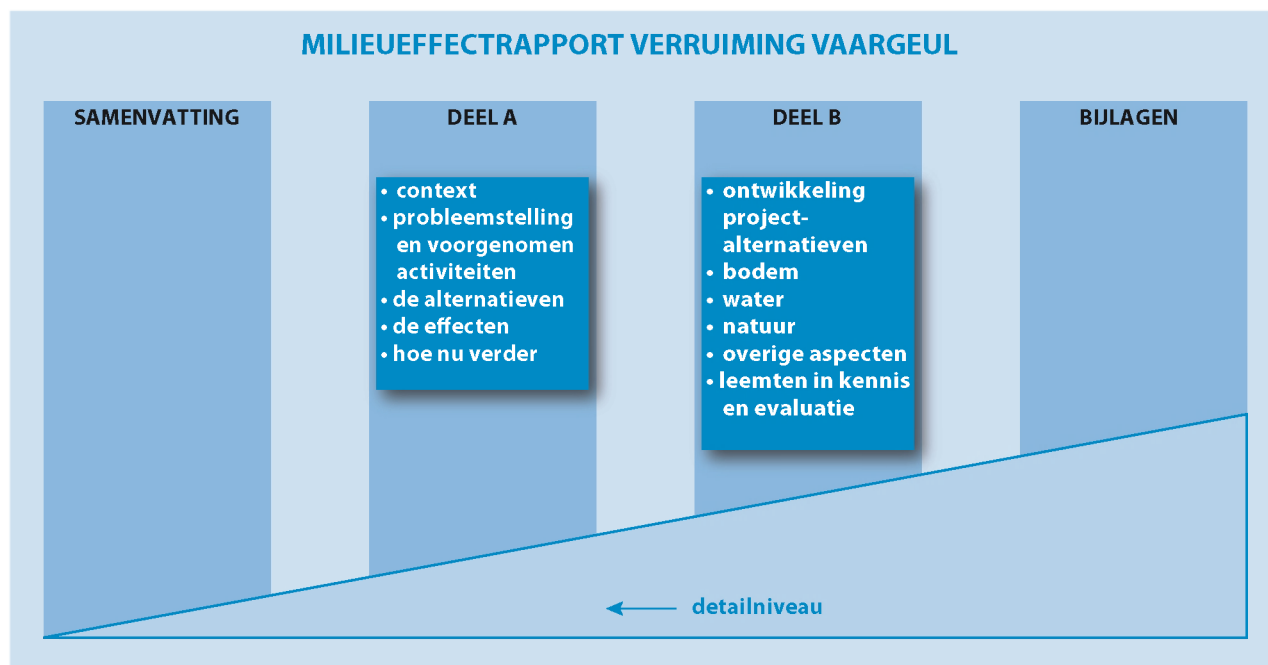 MILIEUEFFECTRAPPORT VERRUIMING VAARGEUL
SAMENVATTING
DEEL A
• context
• probleemstelling
en voorgenomen
activiteiten
• de alternatieven
• de effecten
• hoe nu verder
DEEL B
• ontwikkeling
project-
alternatieven
• bodem
• water
• natuur
• overige aspecten
• leemten in kennis
en evaluatie
BIJLAGEN
detailniveau